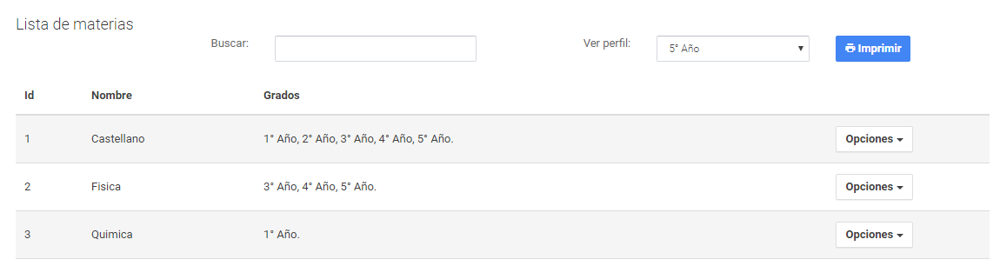 Lista de materias
Buscar: Ver perfil: 5° Año Imprimir
Id Nombre Grados
1 Castellano 1° Año, 2° Año, 3° Año, 4° Año, 5° Año. Opciones
2 Fisica 3° Año, 4° Año, 5° Año. Opciones
3 Quimica 1° Año. Opciones